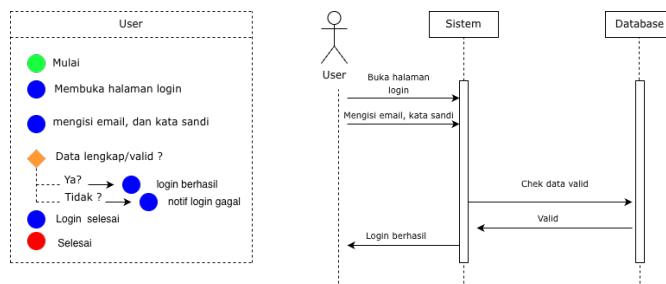 User
Mulai
Membuka halaman login
mengisi email, dan kata sandi
Data lengkap/valid ?
Ya?
login berhasil
Tidak ?
notif login gagal
Login selesai
Selesai
User
Sistem
Database
Buka halaman
login
Mengisi email, kata sandi
Chek data valid
Valid
Login berhasil